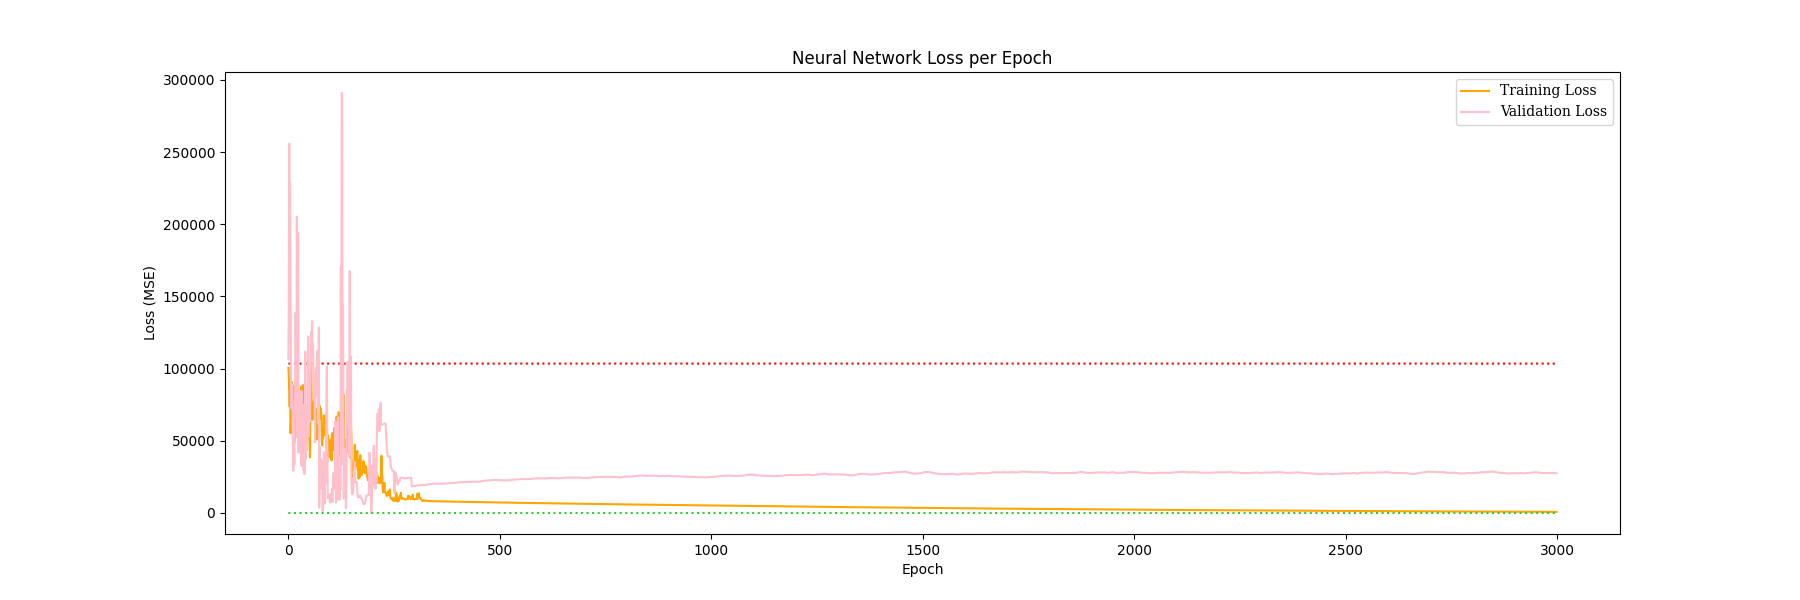 Neural Network Loss per Epoch
300000
250000
200000
150000
100000
50000
0
Loss (MSE)
Training Loss
Validation Loss
0
500
1000
1500
2000
2500
3000
Epoch